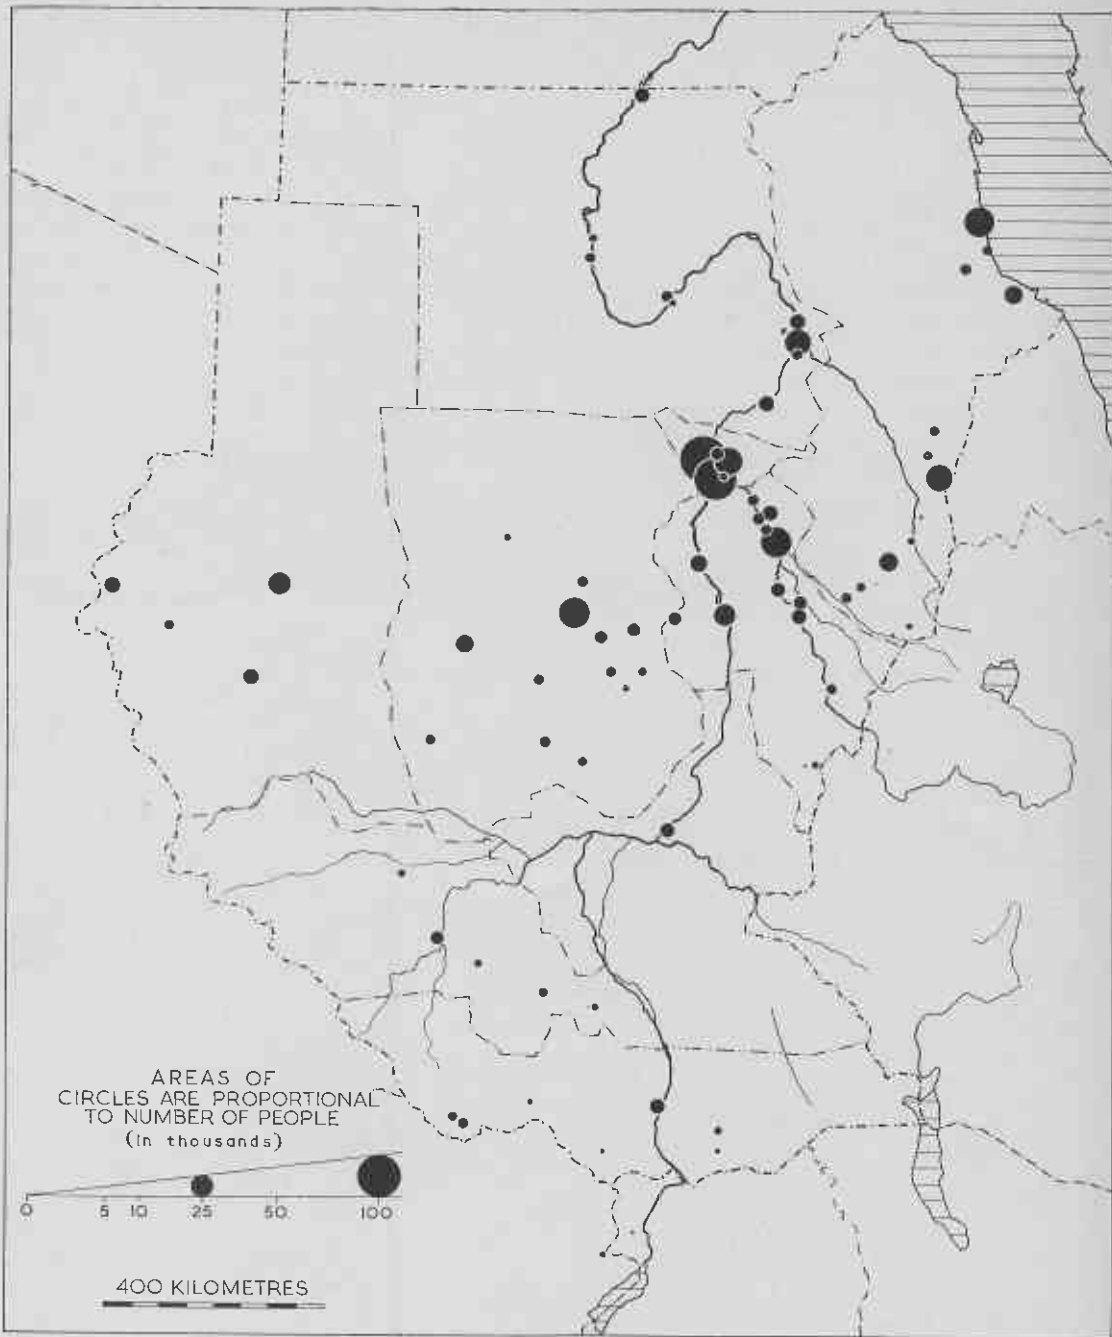 AREAS OF
CIRCLES ARE PROPORTIONAL
TO NUMBER OF PEOPLE
(in thousands)
0 5 10 25 50 100
400 KILOMETRES